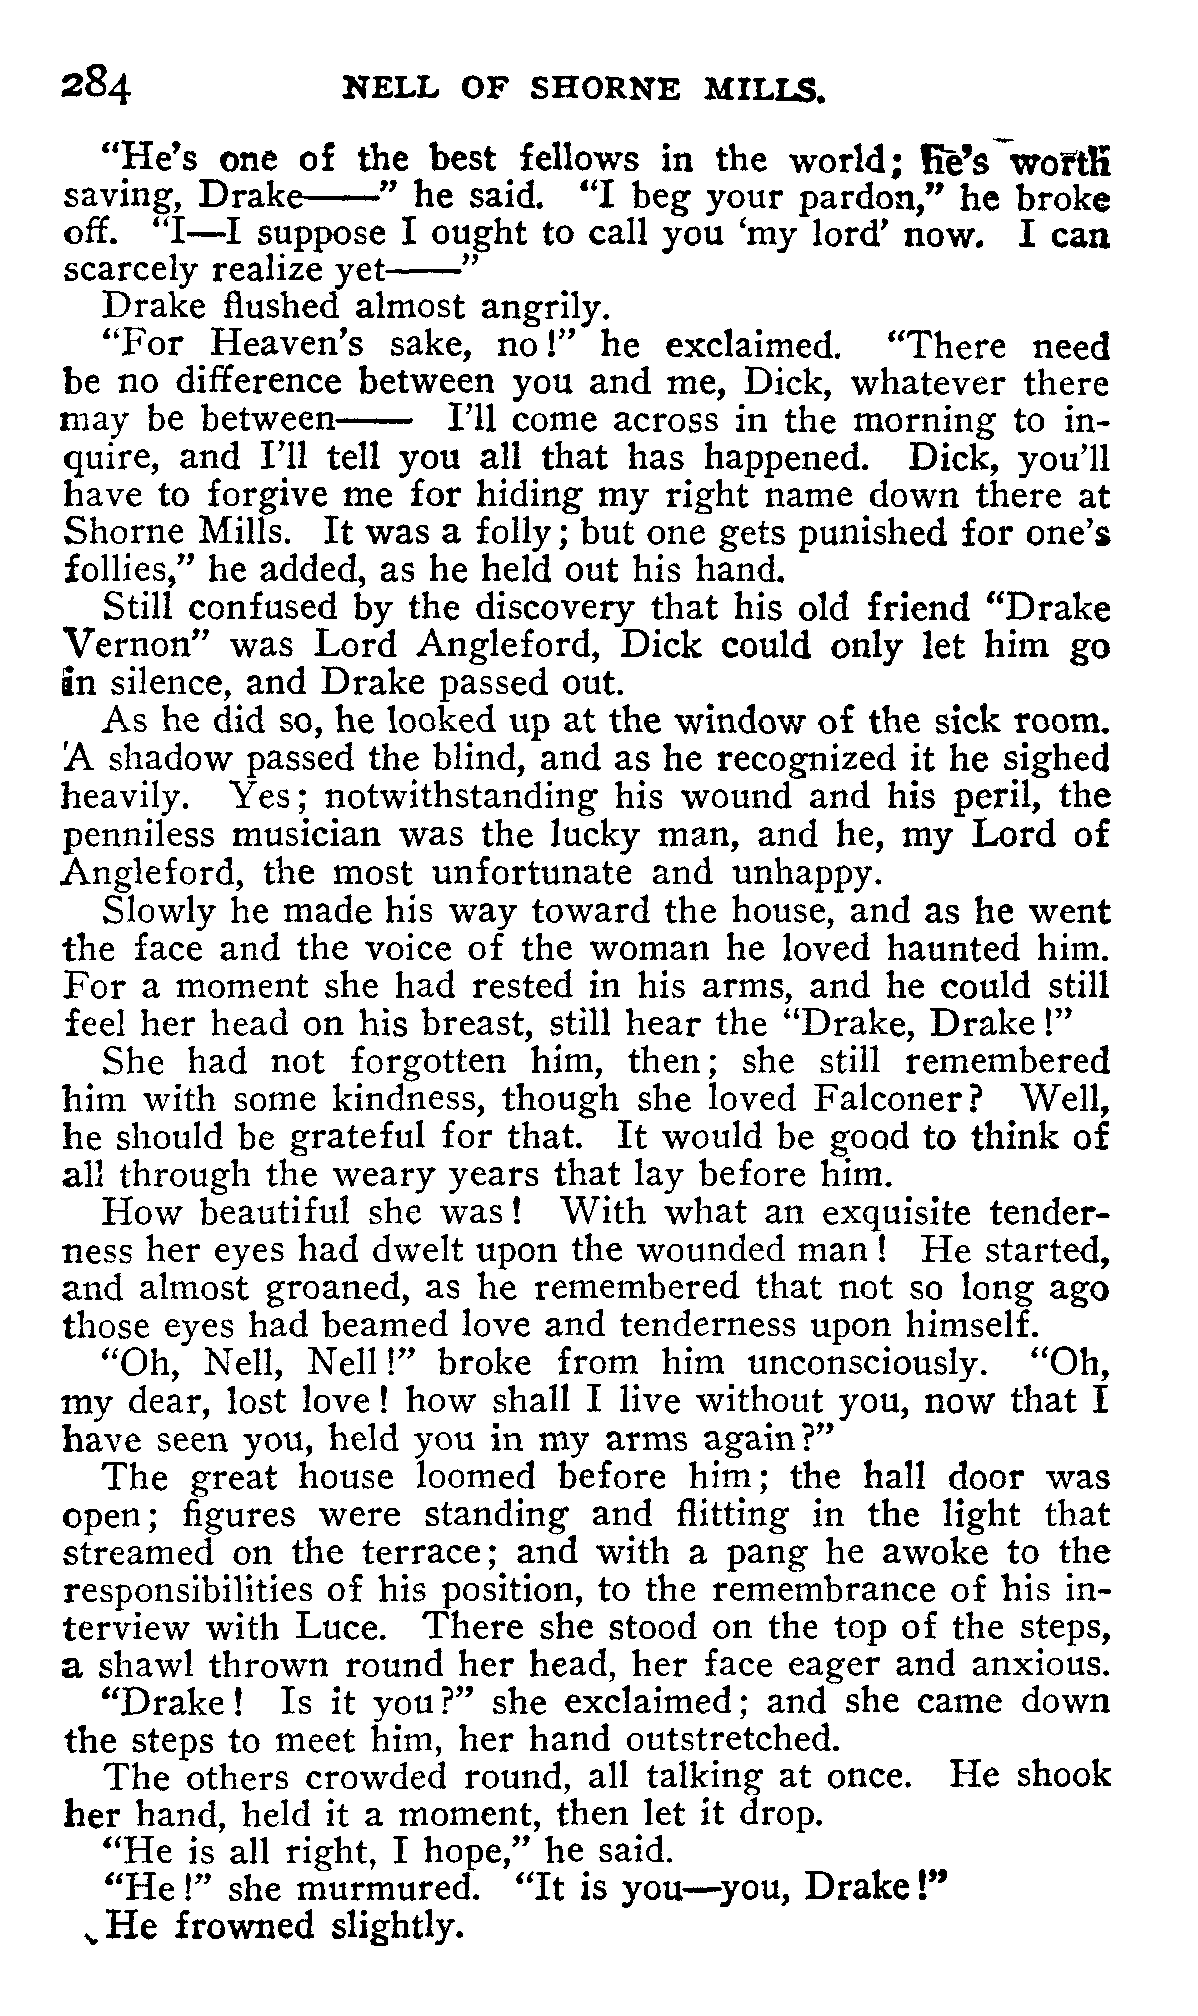 284 NELL OF SHORNE MILLS.
“He’s one of the best fellows in the world; he’s worth
saving, Drake——” he said. “I beg your pardon,” he broke
off. “I—I suppose I ought to call you ‘my lord’ now. I can
scarcely realize yet——”
Drake flushed almost angrily.
“For Heaven’s sake, no!” he exclaimed. “There need
be no difference between you and me, Dick, whatever there
may be between—— I’ll come across in the morning to in-
quire, and I’ll tell you all that has happened. Dick, you’ll
have to forgive me for hiding my right name down there at
Shorne Mills. It was a folly; but one gets punished for one’s
follies,” he added, as he held out his hand.
Still confused by the discovery that his old friend “Drake
Vernon” was Lord Angleford, Dick could only let him go
in silence, and Drake passed out.
As he did so, he looked up at the window of the sick room.
A shadow passed the blind, and as he recognized it he sighed
heavily. Yes; notwithstanding his wound and his peril, the
penniless musician was the lucky man, and he, my Lord of
Angleford, the most unfortunate and unhappy.
Slowly he made his way toward the house, and as he went
the face and the voice of the woman he loved haunted him.
For a moment she had rested in his arms, and he could still
feel her head on his breast, still hear the “Drake, Drake!”
She had not forgotten him, then; she still remembered
him with some kindness, though she loved Falconer? Well,
he should be grateful for that. It would be good to think of
all through the weary years that lay before him.
How beautiful she was! With what an exquisite tender-
ness her eyes had dwelt upon the wounded man! He started,
and almost groaned, as he remembered that not so long ago
those eyes had beamed love and tenderness upon himself.
“Oh, Nell, Nell!” broke from him unconsciously. “Oh,
my dear, lost love! how shall I live without you, now that I
have seen you, held you in my arms again?”
The great house loomed before him; the hall door was
open; figures were standing and flitting in the light that
streamed on the terrace; and with a pang he awoke to the
responsibilities of his position, to the remembrance of his in-
terview with Luce. There she stood on the top of the steps,
a shawl thrown round her head, her face eager and anxious.
“Drake! Is it you?” she exclaimed; and she came down
the steps to meet him, her hand outstretched.
The others crowded round, all talking at once. He shook
her hand, held it a moment, then let it drop.
“He is all right, I hope,” he said.
“He!” she murmured. “It is you—you, Drake!”
He frowned slightly.